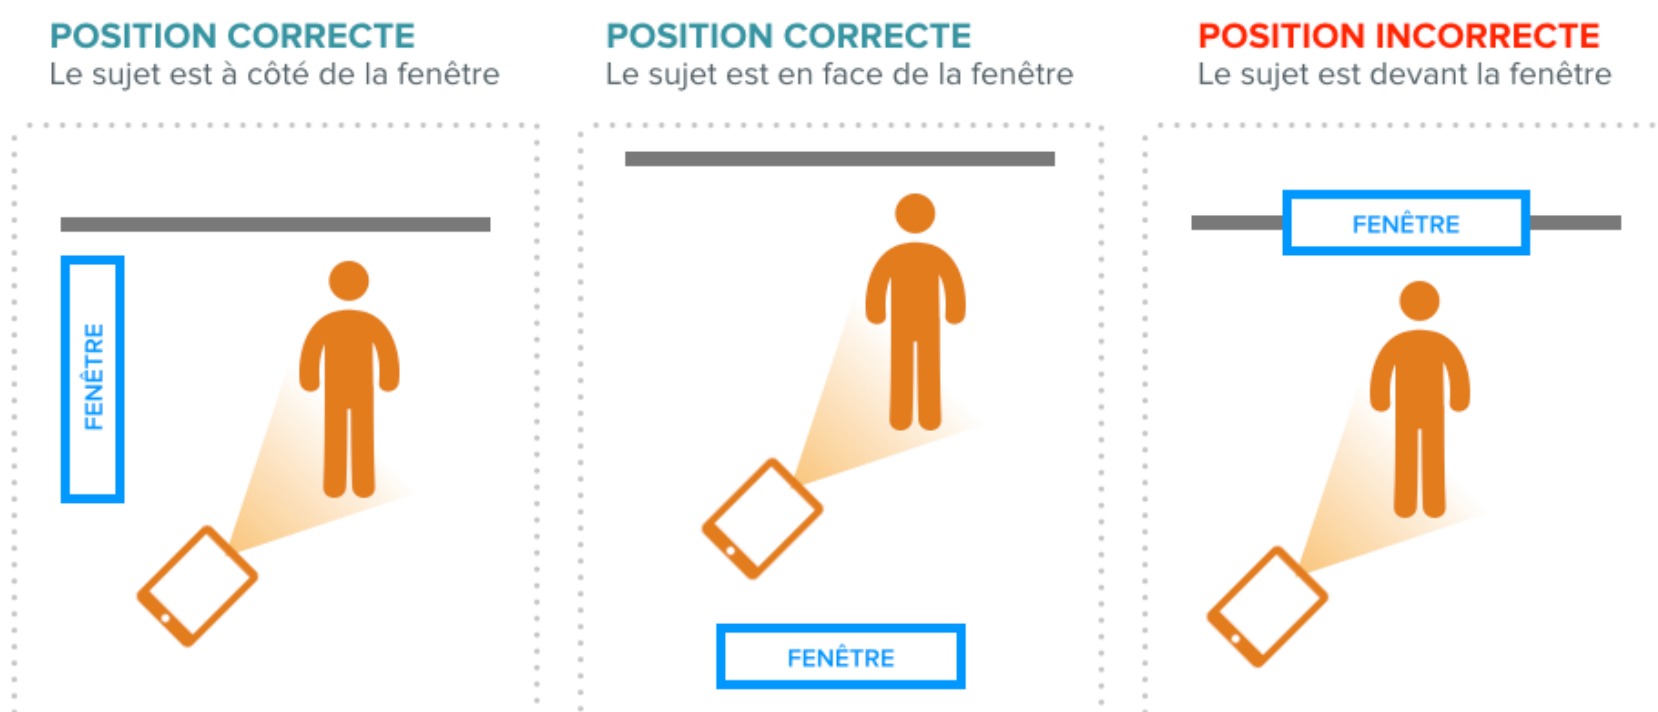 POSITION CORRECTE
Le sujet est à côté de la fenêtre
FENÊTRE
POSITION CORRECTE
Le sujet est en face de la fenêtre
FENÊTRE
POSITION INCORRECTE
Le sujet est devant la fenêtre
FENÊTRE